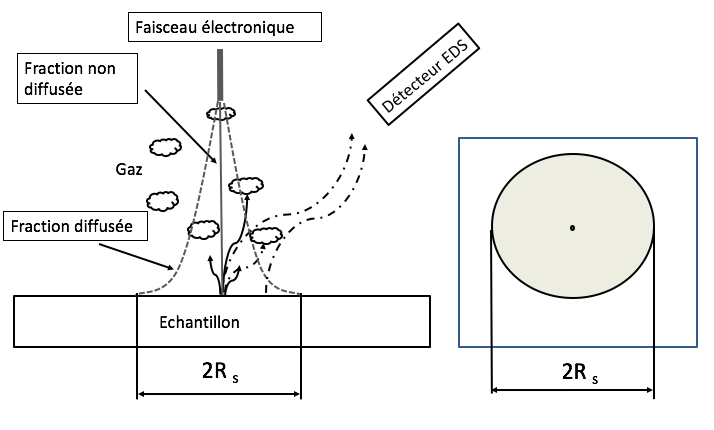 Faisceau électronique
Fraction non
diffusée
Détecteur EDS
Gaz
Fraction diffusée
Echantillon
2R s
2R s